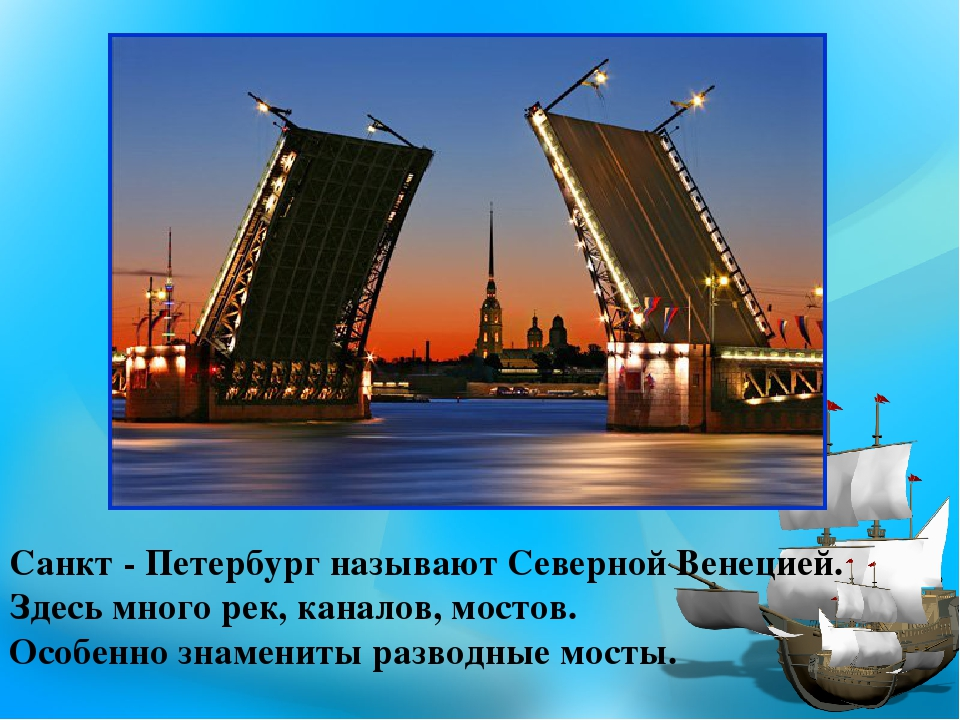 Санкт - Петербург называют Северной Венецией.
Здесь много рек, каналов, мостов.
Особенно знамениты разводные мосты.